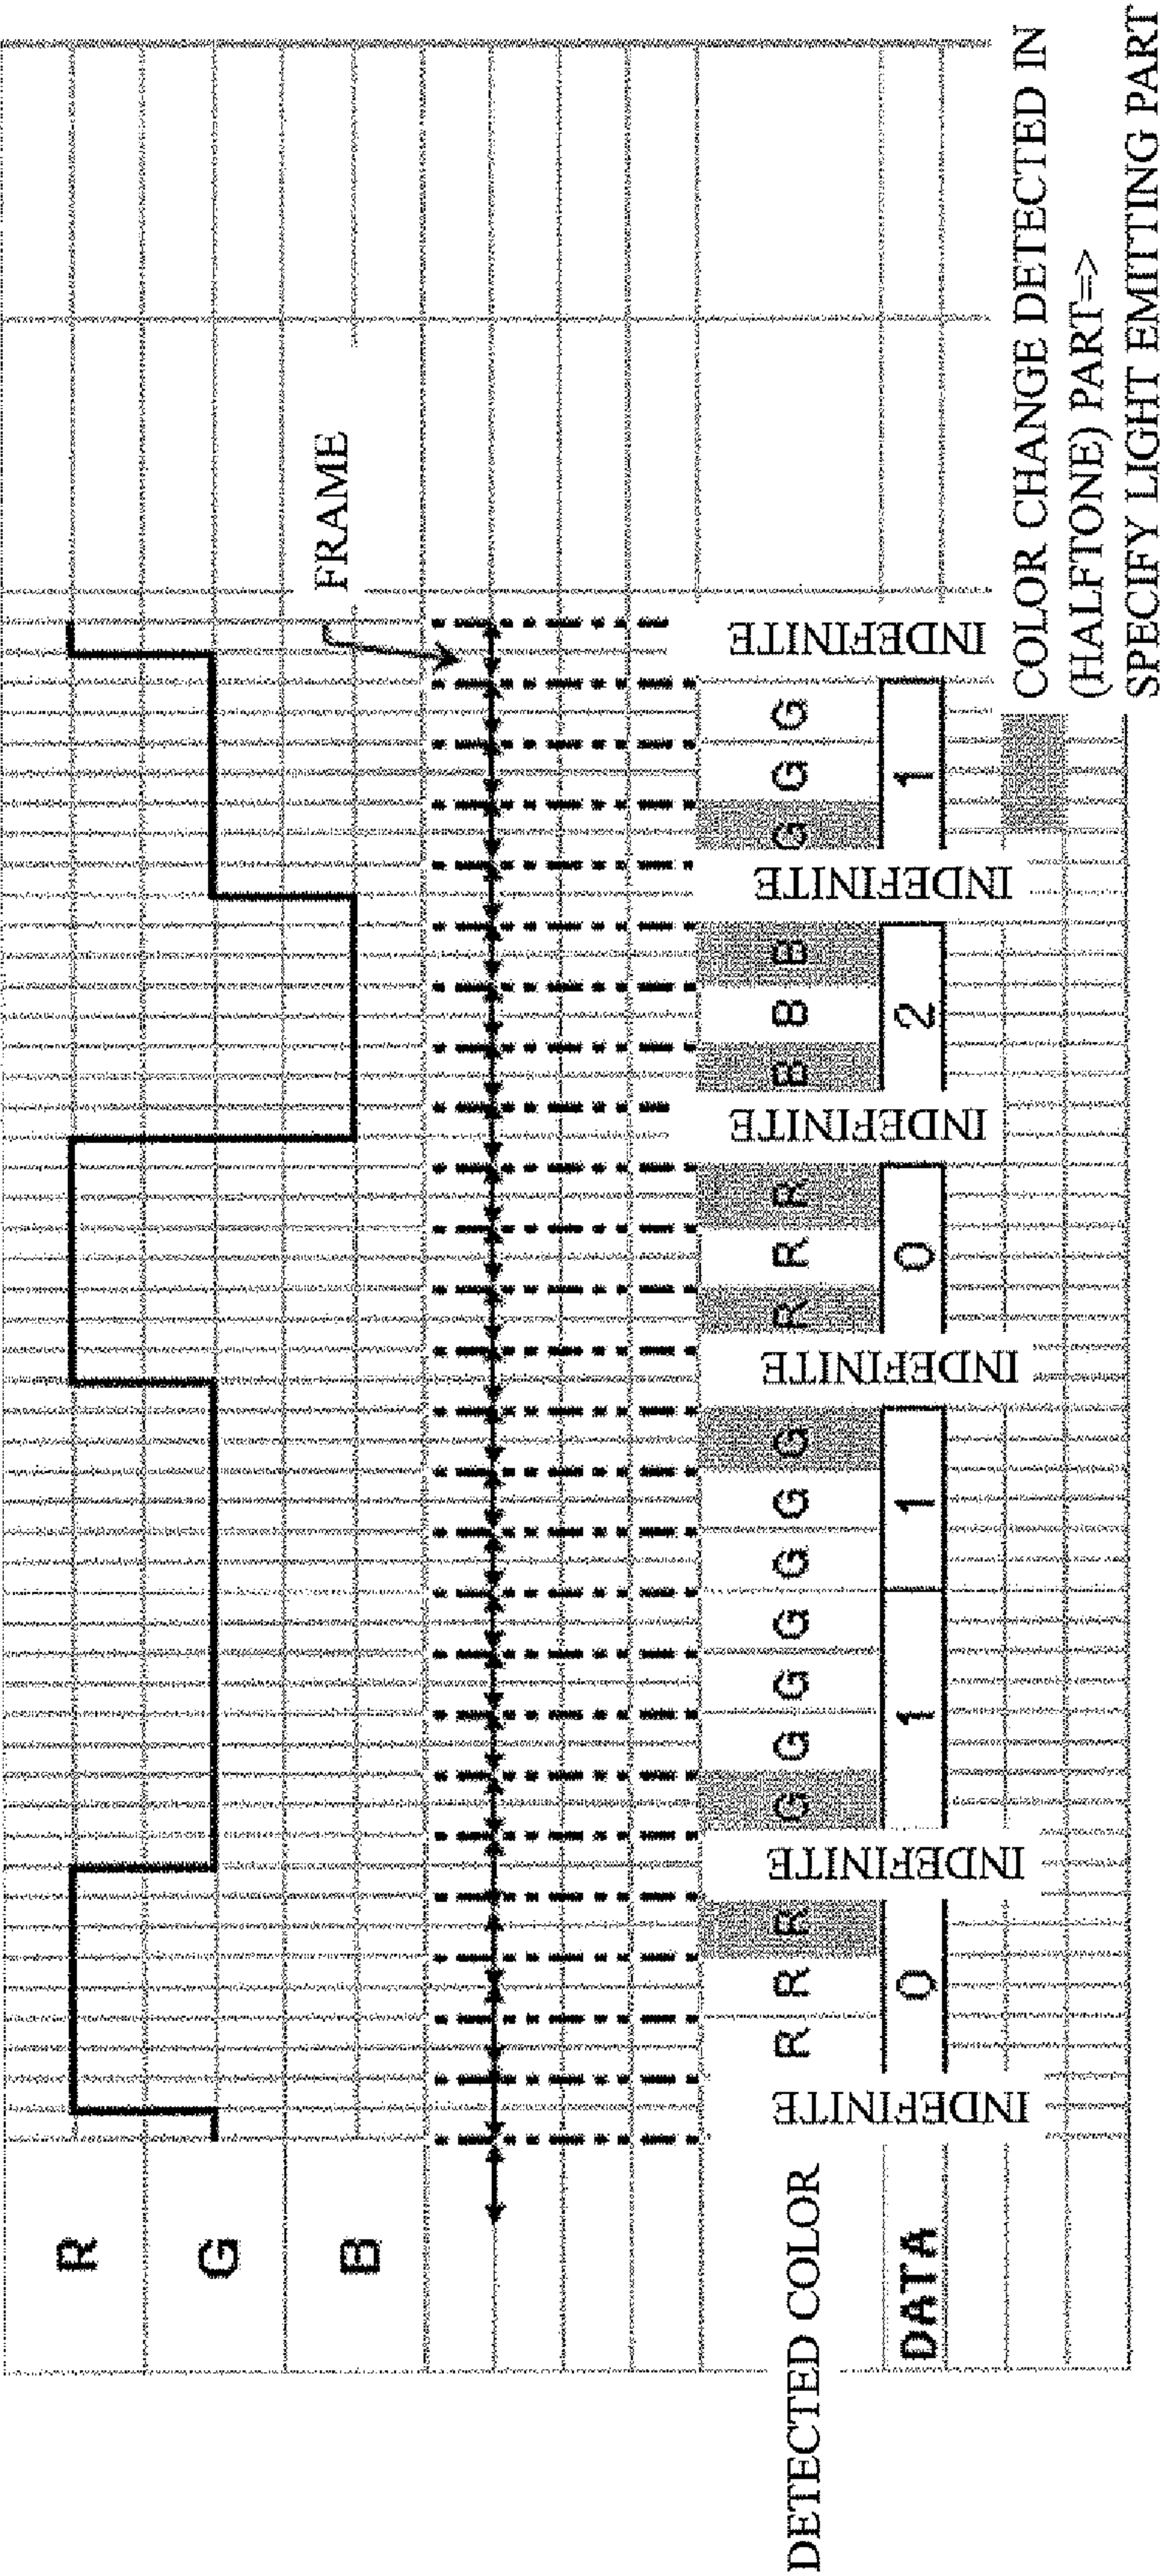 R
G
B
FRAME
DETECTED COLOR
INDEFINITE
R R R
INDEFINITE
G G G G G G G
INDEFINITE
R R R
INDEFINITE
B B B
INDEFINITE
G G G
INDEFINITE
DATA
0 1 1 0 2 1
COLOR CHANGE DETECTED IN
(HALFTONE) PART=>
SPECIFY LIGHT EMITTING PART